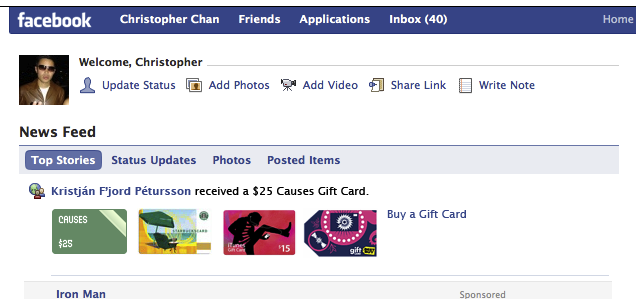 facebook Christopher Chan Friends Applications Inbox (40) Home
Welcome, Christopher
Update Status Add Photos Add Video Share Link Write Note
News Feed
Top Stories Status Updates Photos Posted Items
Kristján Fjord Pétursson received a $25 Causes Gift Card.
CAUSES
$25
STARBUCKS CARD
iTunes
Gift Card
$15
gift
Buy a Gift Card
Iron Man Sponsored